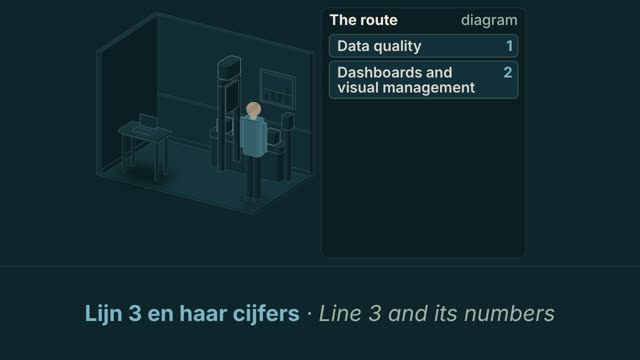 The route diagram
Data quality 1
Dashboards and 2
visual management
Lijn 3 en haar cijfers · Line 3 and its numbers